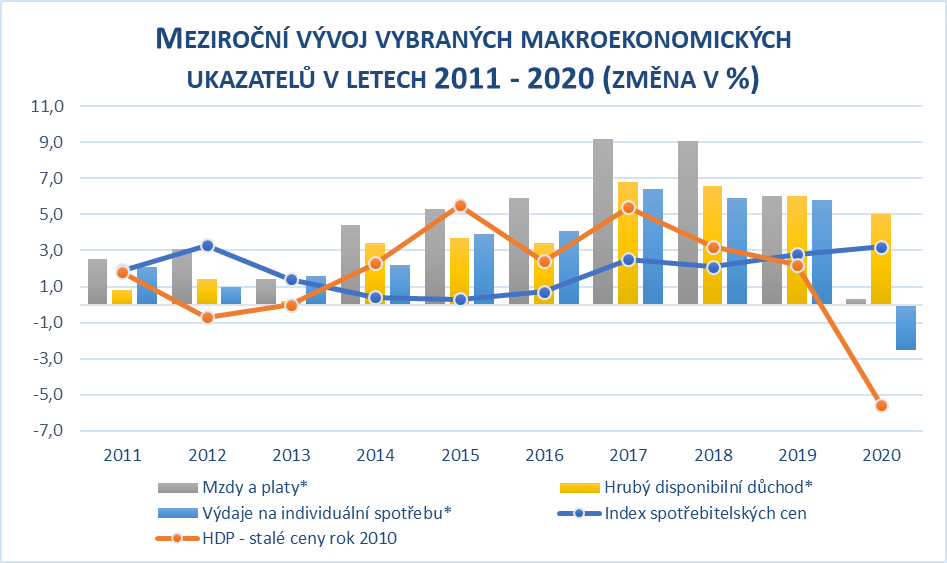 Meziroční vývoj vybraných makroekonomických
ukazatelů v letech 2011 - 2020 (změna v %)
11,0
9,0
7,0
5,0
3,0
1,0
-1,0
-3,0
-5,0
-7,0
2011 2012 2013 2014 2015 2016 2017 2018 2019 2020
Mzdy a platy* Hrubý disponibilní důchod*
Výdaje na individuální spotřebu* Index spotřebitelských cen
HDP - stalé ceny rok 2010